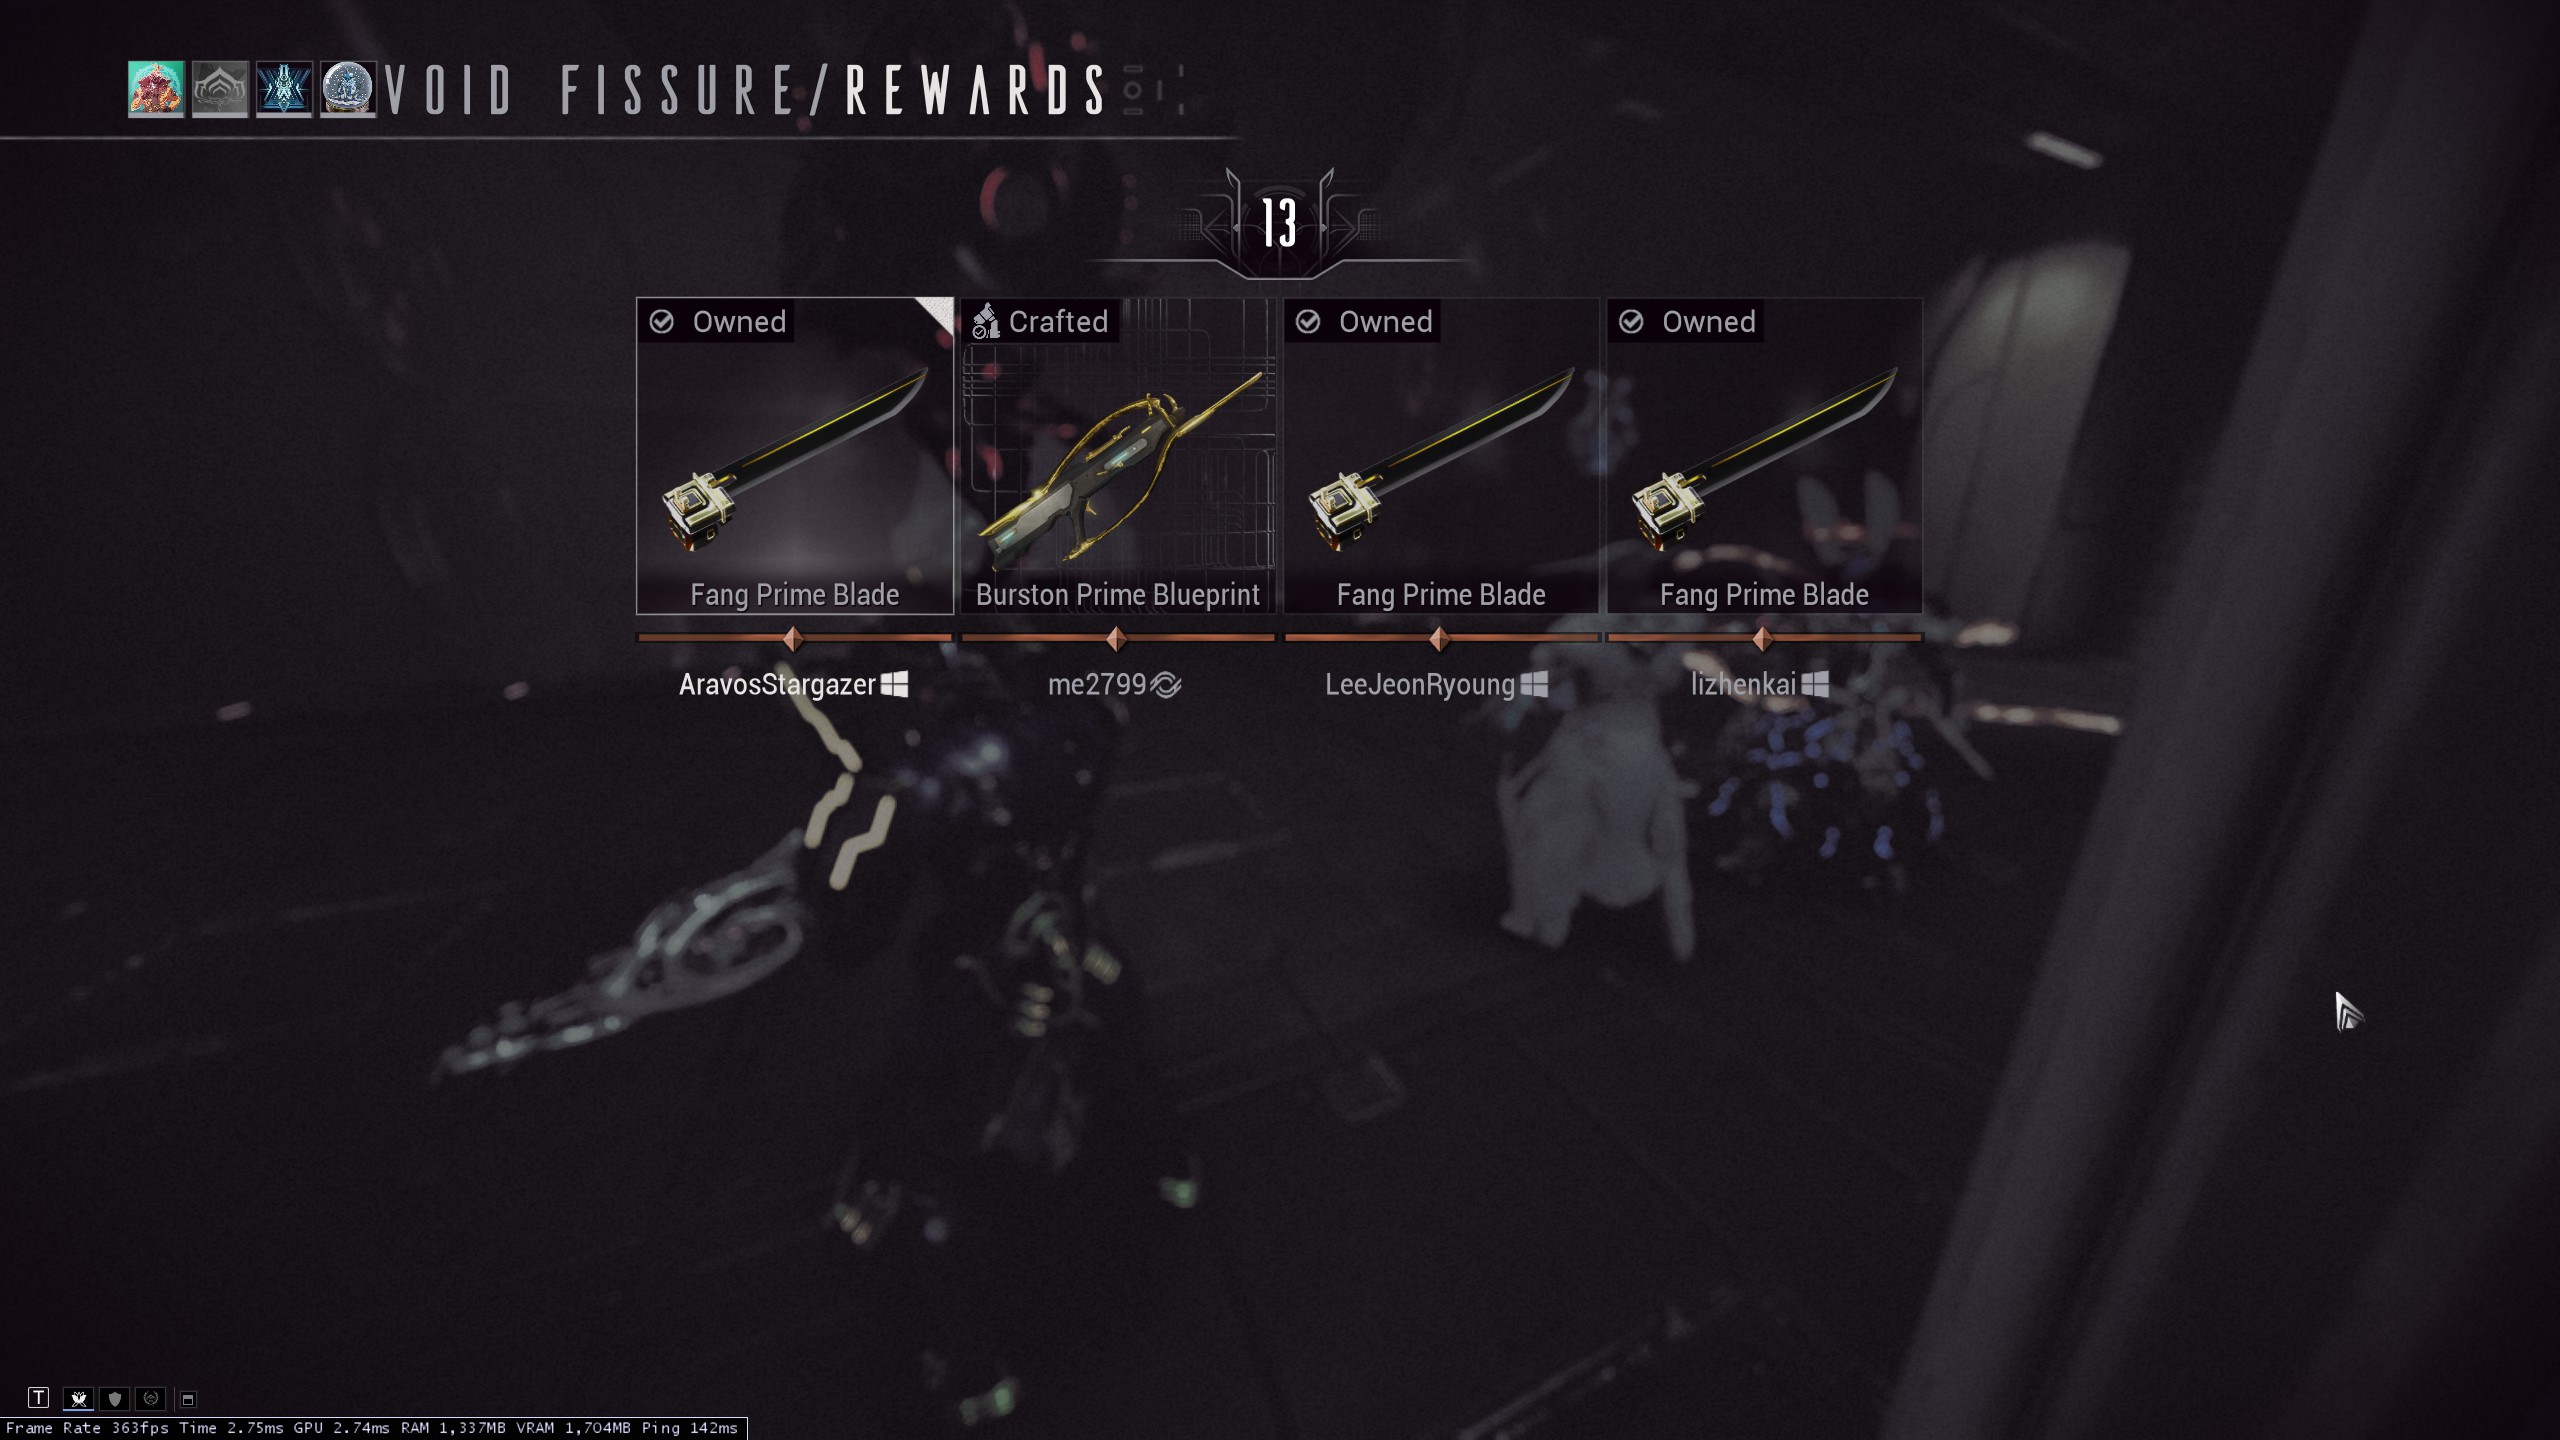 VOID FISSURE/REWARDS
13
Owned
Crafted
Owned
Owned
Fang Prime Blade
Burston Prime Blueprint
Fang Prime Blade
Fang Prime Blade
AravosStargazer
me2799
LeeJeonRyoung
lizhenkai
T
Frame Rate 363fps Time 2.75ms GPU 2.74ms RAM 1,337MB VRAM 1,704MB Ping 142ms